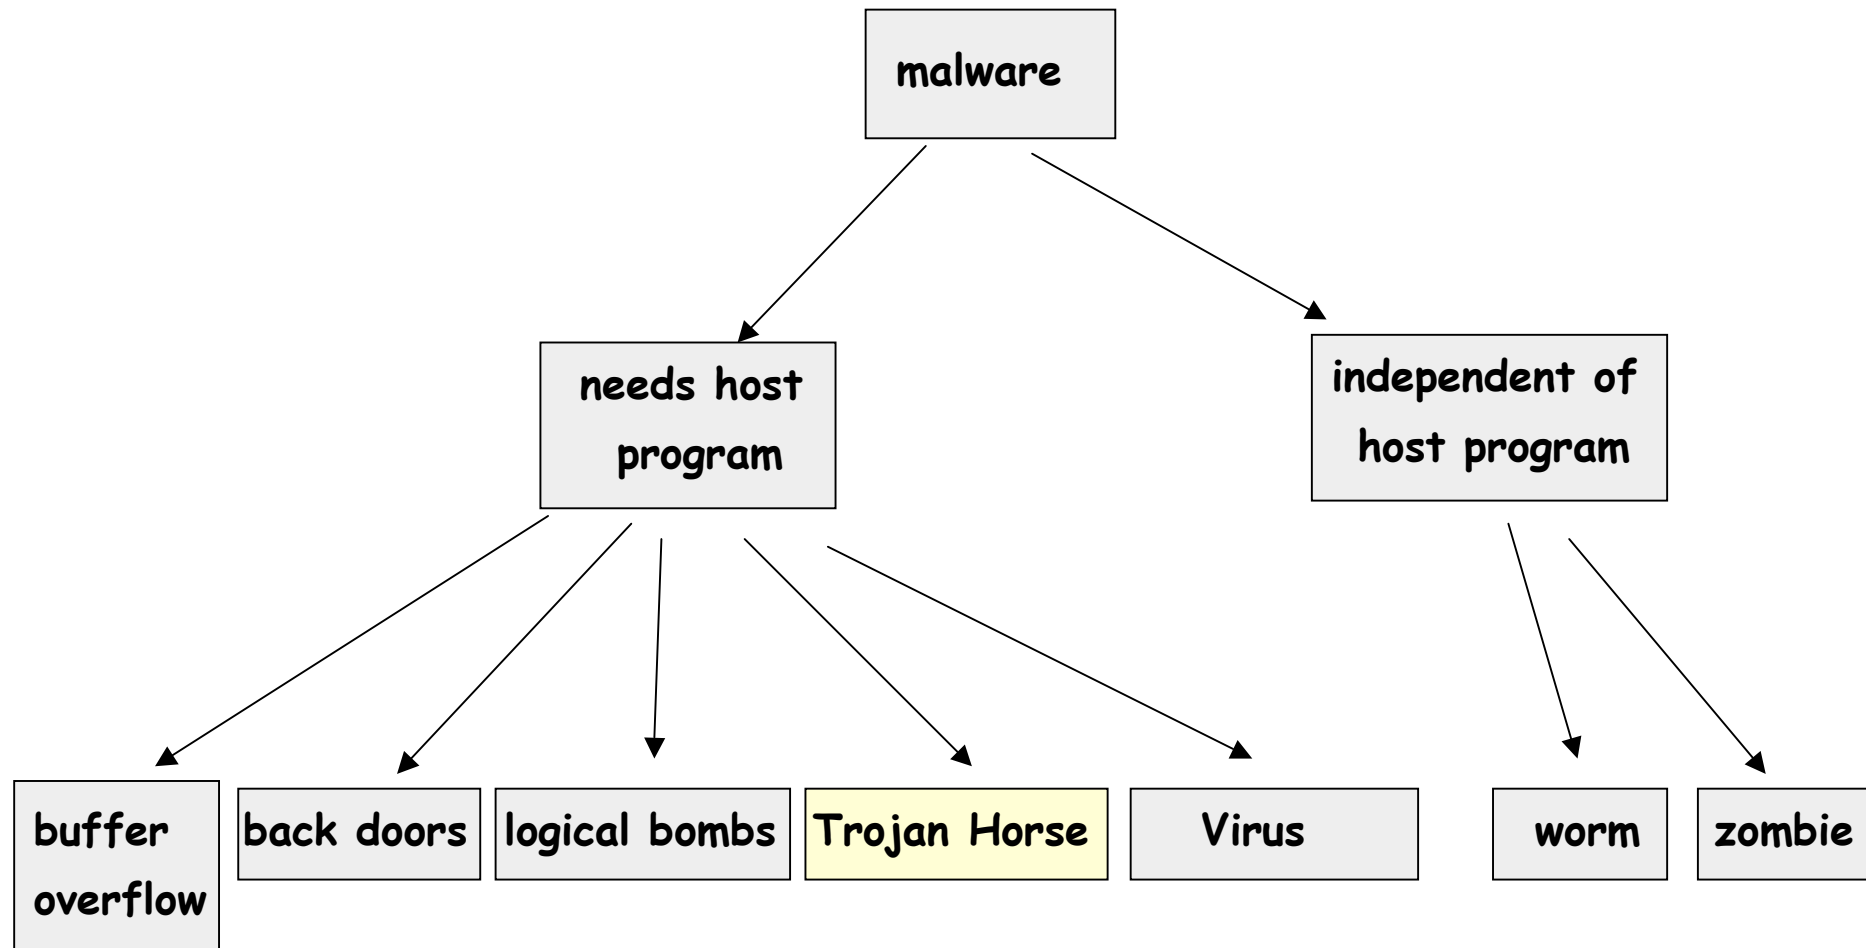 malware
needs host
program
independent of
host program
buffer
overflow
back doors
logical bombs
Trojan Horse
Virus
worm
zombie